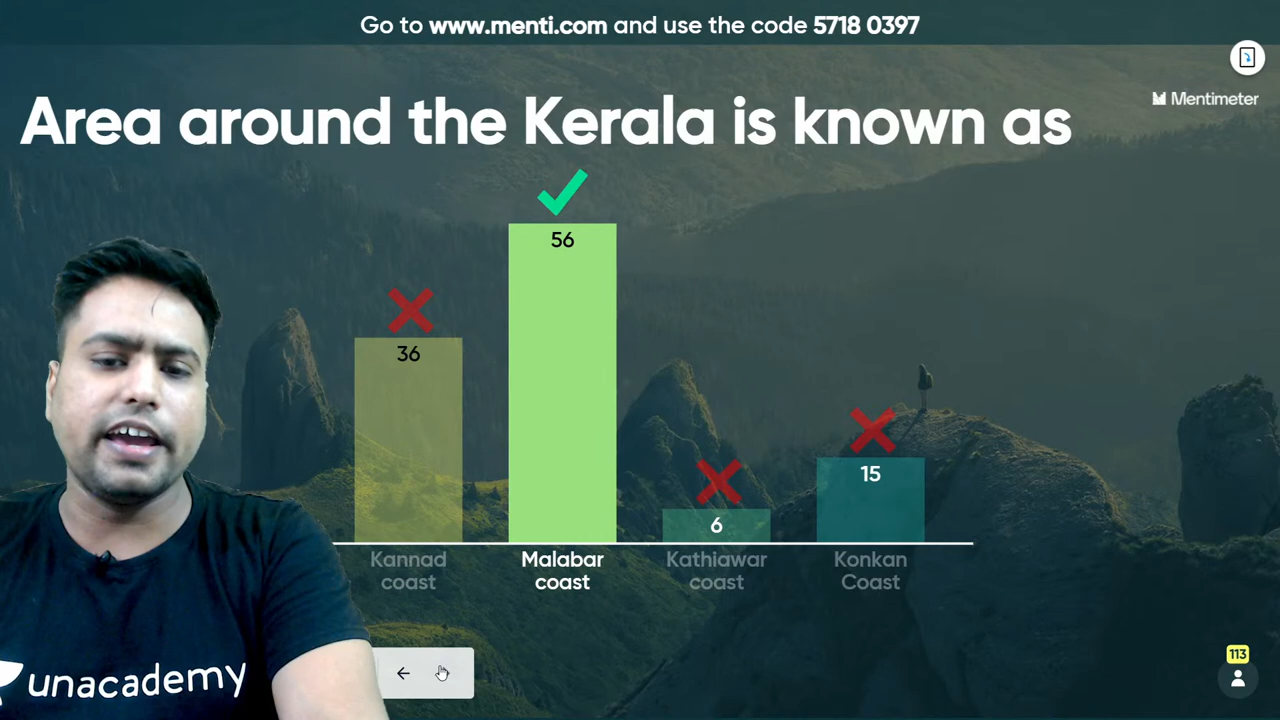 Go to www.menti.com and use the code 5718 0397
Mentimeter
Area around the Kerala is known as
56
36
15
6
Kannad
coast
Malabar
coast
Kathiawar
coast
Konkan
Coast
113
unacademy